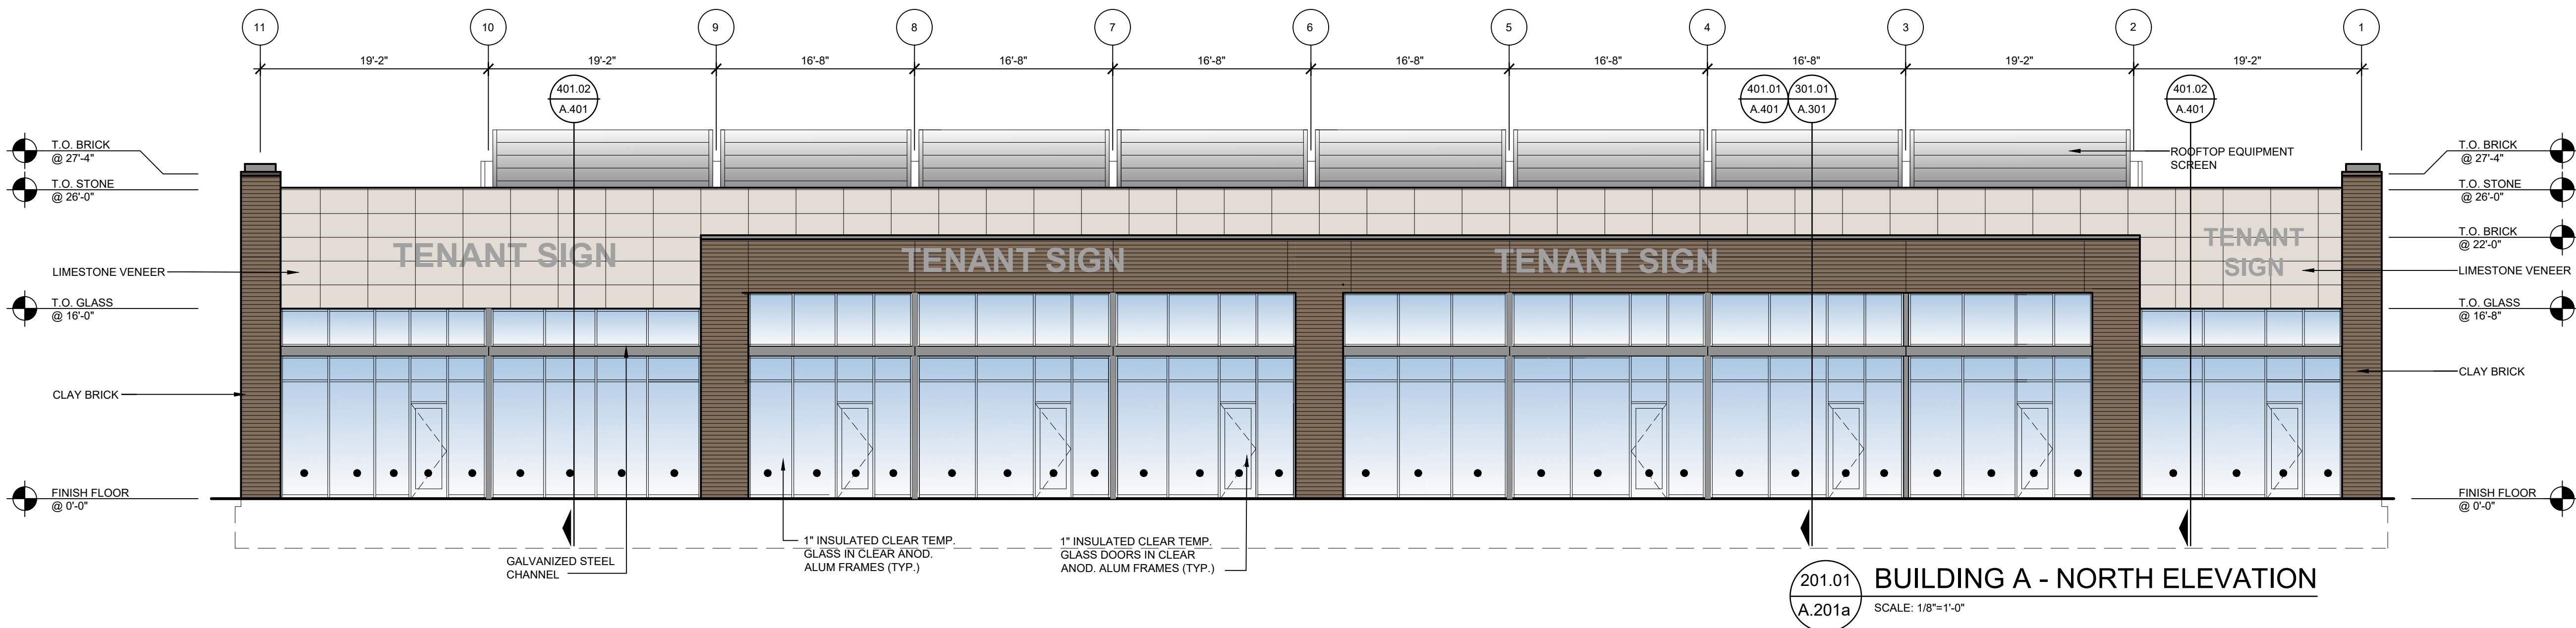 11 10 9 8 7 6 5 4 3 2 1
19'-2" 19'-2" 16'-8" 16'-8" 16'-8" 16'-8" 16'-8" 16'-8" 19'-2" 19'-2"
401.02
A.401
401.01
A.401
301.01
A.301
401.02
A.401
T.O. BRICK
@ 27'-4"
T.O. STONE
@ 26'-0"
LIMESTONE VENEER
T.O. GLASS
@ 16'-0"
CLAY BRICK
FINISH FLOOR
@ 0'-0"
TENANT SIGN
TENANT SIGN
TENANT SIGN
TENANT
SIGN
ROOFTOP EQUIPMENT
SCREEN
T.O. BRICK
@ 27'-4"
T.O. STONE
@ 26'-0"
T.O. BRICK
@ 22'-0"
LIMESTONE VENEER
T.O. GLASS
@ 16'-8"
CLAY BRICK
FINISH FLOOR
@ 0'-0"
GALVANIZED STEEL
CHANNEL
1" INSULATED CLEAR TEMP.
GLASS IN CLEAR ANOD.
ALUM FRAMES (TYP.)
1" INSULATED CLEAR TEMP.
GLASS DOORS IN CLEAR
ANOD. ALUM FRAMES (TYP.)
201.01
A.201a
BUILDING A - NORTH ELEVATION
SCALE: 1/8"=1'-0"